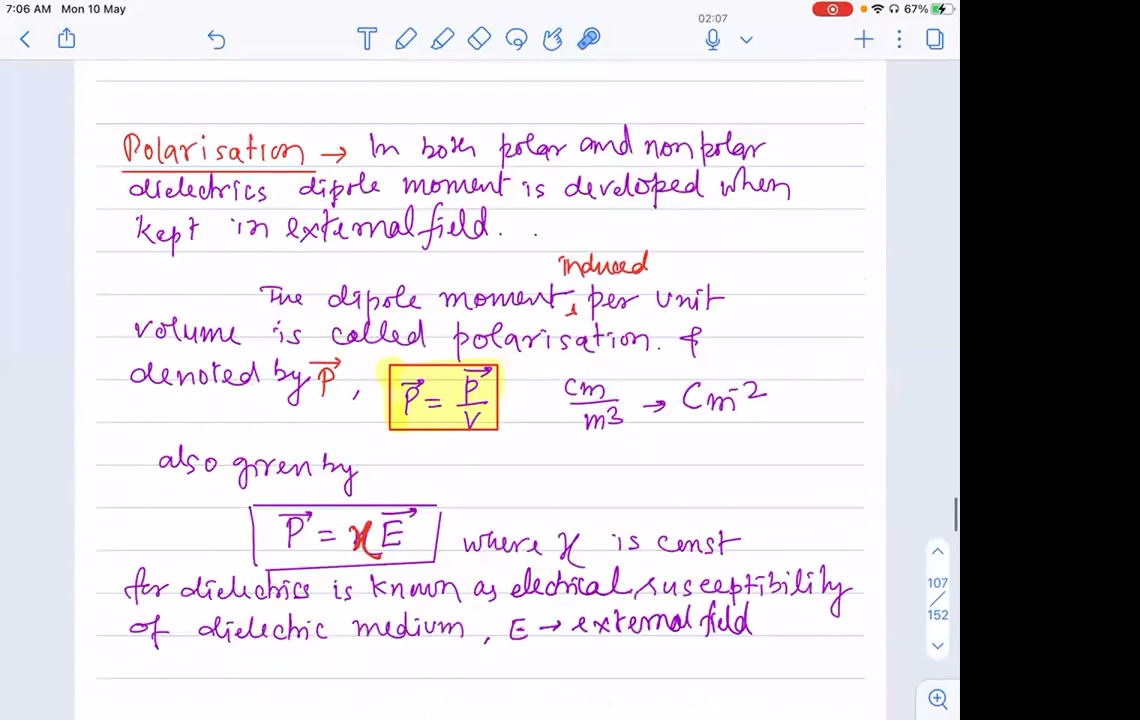 7:06 AM Mon 10 May
67%
02:07
Polarisation → In both polar and nonpolar
dielectrics dipole moment is developed when
kept in external field. .
induced
The dipole moment ⁁ per unit
volume is called polarisation. &
denoted by P⃗ , P⃗ = p⃗/V cm/m³ → Cm⁻²
also given by
P⃗ = χE⃗ where χ is const
for dielectrics is known as electrical susceptibility
of dielectric medium, E → external field
107
/
152